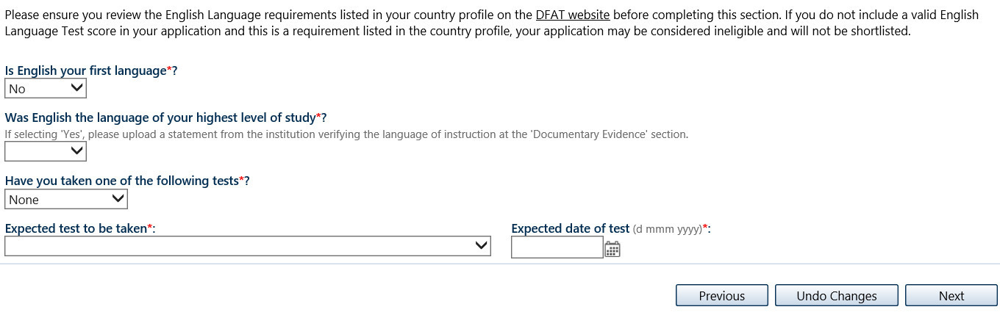 Please ensure you review the English Language requirements listed in your country profile on the DFAT website before completing this section. If you do not include a valid English
Language Test score in your application and this is a requirement listed in the country profile, your application may be considered ineligible and will not be shortlisted.
Is English your first language*?
No
Was English the language of your highest level of study*?
If selecting 'Yes', please upload a statement from the institution verifying the language of instruction at the 'Documentary Evidence' section.
Have you taken one of the following tests*?
None
Expected test to be taken*: Expected date of test (d mmm yyyy)*:
Previous Undo Changes Next